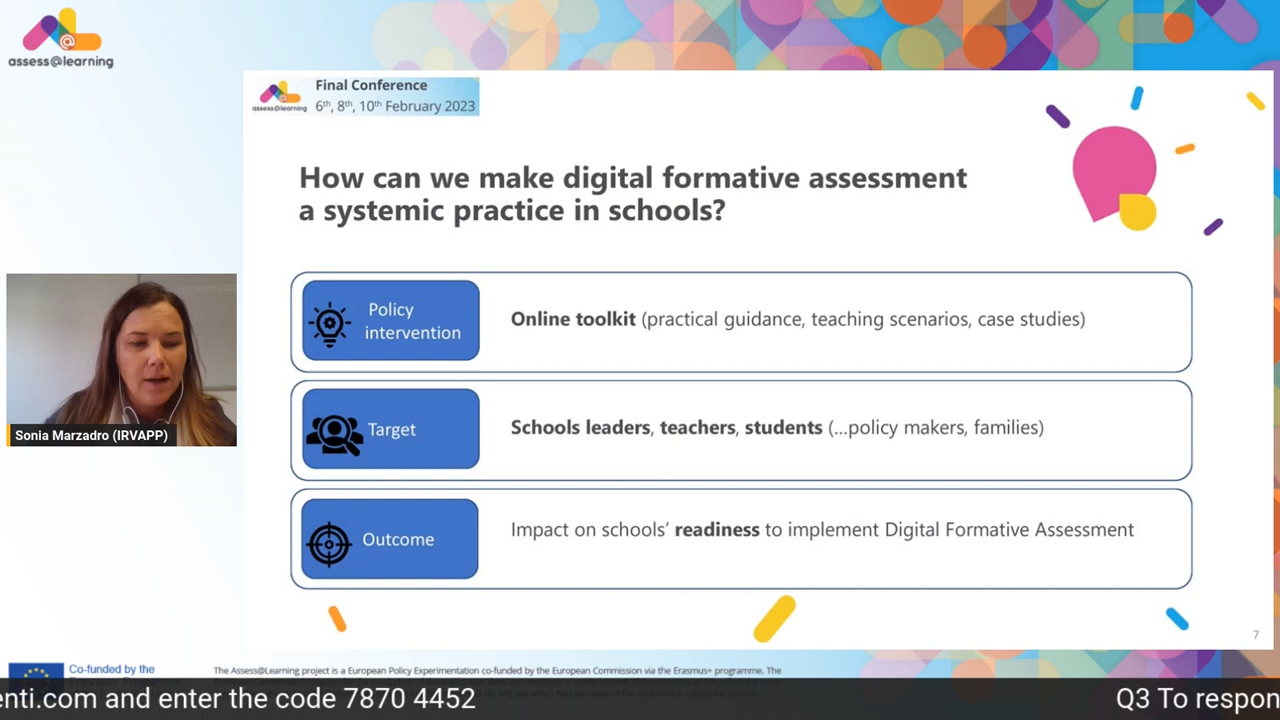 assess@learning
assess@learning
Final Conference
6th, 8th, 10th February 2023
How can we make digital formative assessment
a systemic practice in schools?
Policy
intervention
Online toolkit (practical guidance, teaching scenarios, case studies)
Target
Schools leaders, teachers, students (...policy makers, families)
Outcome
Impact on schools’ readiness to implement Digital Formative Assessment
7
Sonia Marzadro (IRVAPP)
Co-funded by the
The Assess@Learning project is a European Policy Experimentation co-funded by the European Commission via the Erasmus+ programme. The
enti.com and enter the code 7870 4452
Q3 To respon